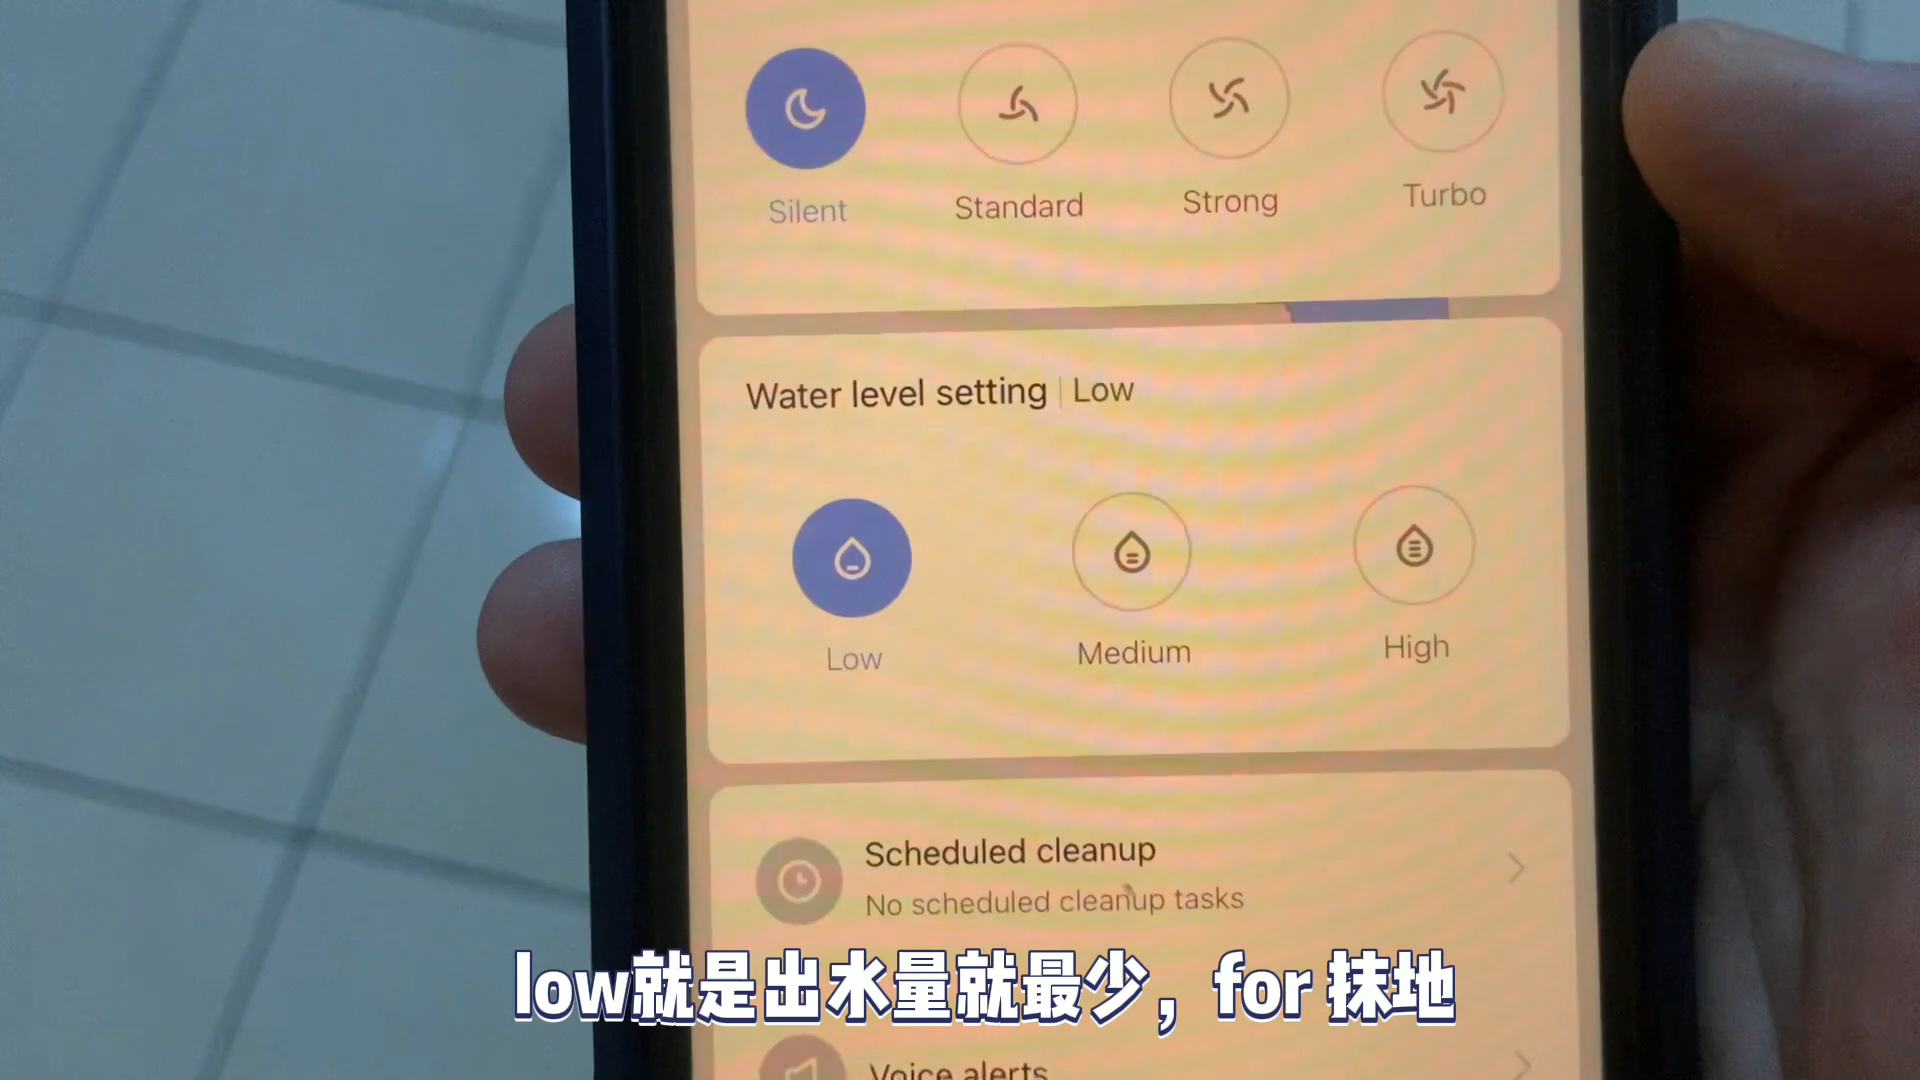 Silent Standard Strong Turbo
Water level setting | Low
Low Medium High
Scheduled cleanup
No scheduled cleanup tasks
low就是出水量就最少，for 抹地
Voice alerts